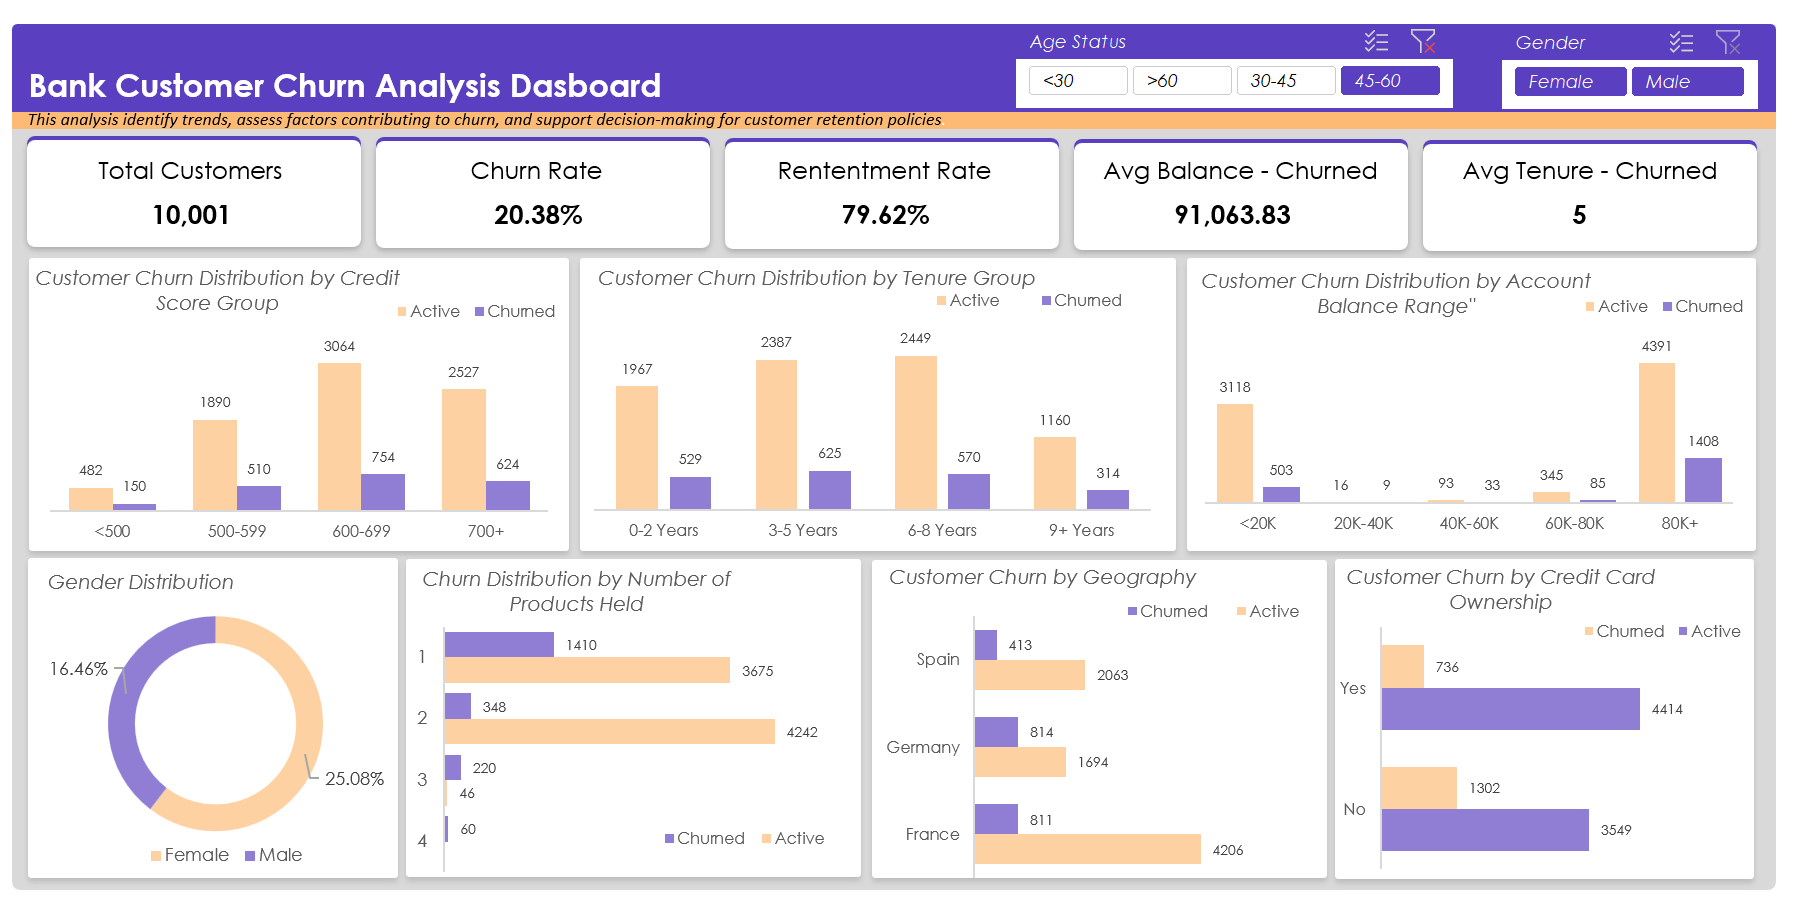 Age Status
Gender
<30 >60 30-45 45-60
Female Male
Bank Customer Churn Analysis Dasboard
This analysis identify trends, assess factors contributing to churn, and support decision-making for customer retention policies.
Total Customers
10,001
Churn Rate
20.38%
Rententment Rate
79.62%
Avg Balance - Churned
91,063.83
Avg Tenure - Churned
5
Customer Churn Distribution by Credit
Score Group
Active Churned
3064
2527
1890
754
624
510
482
150
<500 500-599 600-699 700+
Customer Churn Distribution by Tenure Group
Active Churned
2449
2387
1967
1160
625
570
529
314
0-2 Years 3-5 Years 6-8 Years 9+ Years
Customer Churn Distribution by Account
Balance Range"
Active Churned
4391
3118
1408
503
16 9 93 33 345 85
<20K 20K-40K 40K-60K 60K-80K 80K+
Gender Distribution
16.46%
25.08%
Female Male
Churn Distribution by Number of
Products Held
1 1410
3675
2 348
4242
3 220
46
4 60
Churned Active
Customer Churn by Geography
Churned Active
Spain 413
2063
Germany 814
1694
France 811
4206
Customer Churn by Credit Card
Ownership
Churned Active
Yes 736
4414
No 1302
3549